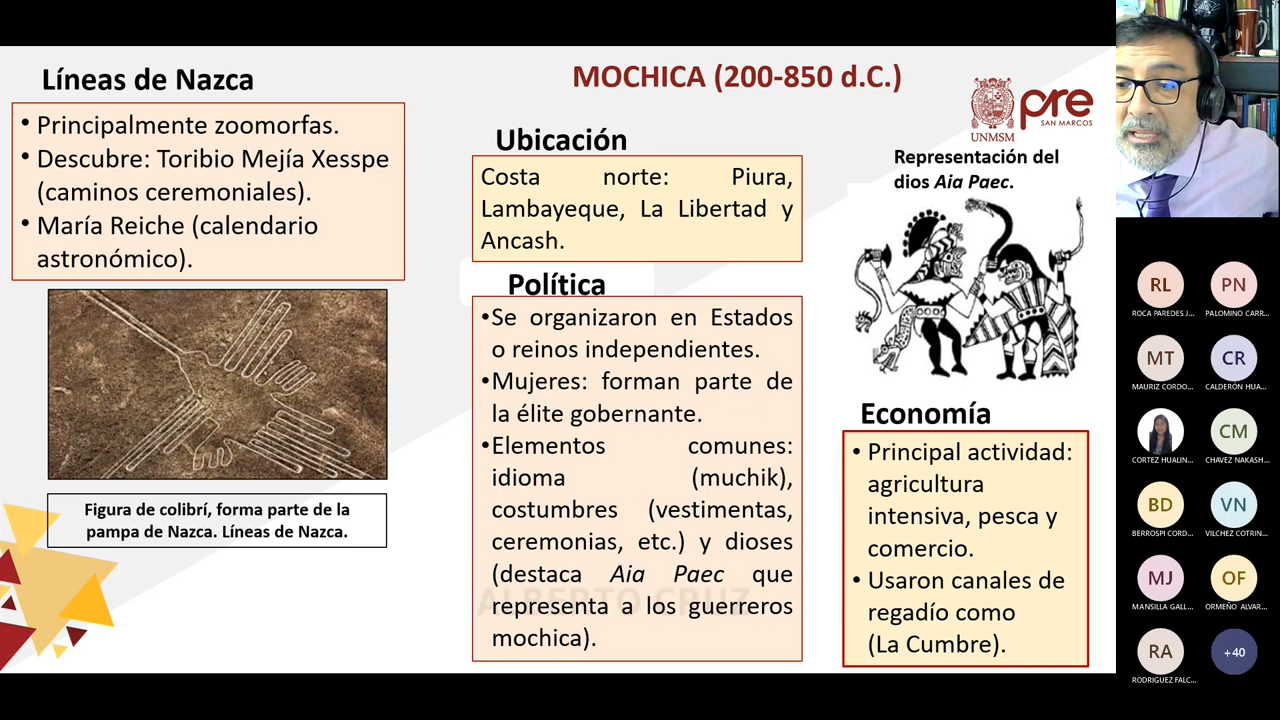 Líneas de Nazca
• Principalmente zoomorfas.
• Descubre: Toribio Mejía Xesspe
(caminos ceremoniales).
• María Reiche (calendario
astronómico).
Figura de colibrí, forma parte de la
pampa de Nazca. Líneas de Nazca.
MOCHICA (200-850 d.C.)
Ubicación
Costa norte: Piura,
Lambayeque, La Libertad y
Ancash.
Política
•Se organizaron en Estados
o reinos independientes.
•Mujeres: forman parte de
la élite gobernante.
•Elementos comunes:
idioma (muchik),
costumbres (vestimentas,
ceremonias, etc.) y dioses
(destaca Aia Paec que
representa a los guerreros
mochica).
ALBERTO CRUZ
UNMSM
pre
SAN MARCOS
Representación del
dios Aia Paec.
Economía
• Principal actividad:
agricultura
intensiva, pesca y
comercio.
• Usaron canales de
regadío como
(La Cumbre).
RL
ROCA PAREDES J...
PN
PALOMINO CARR...
MT
MAURIZ CORDO...
CR
CALDERÓN HUA...
CORTEZ HUALIN...
CM
CHAVEZ NAKASH...
BD
BERROSPI CORD...
VN
VILCHEZ COTRIN...
MJ
MANSILLA GALL...
OF
ORMEÑO ALVAR...
RA
RODRIGUEZ FALC...
+40